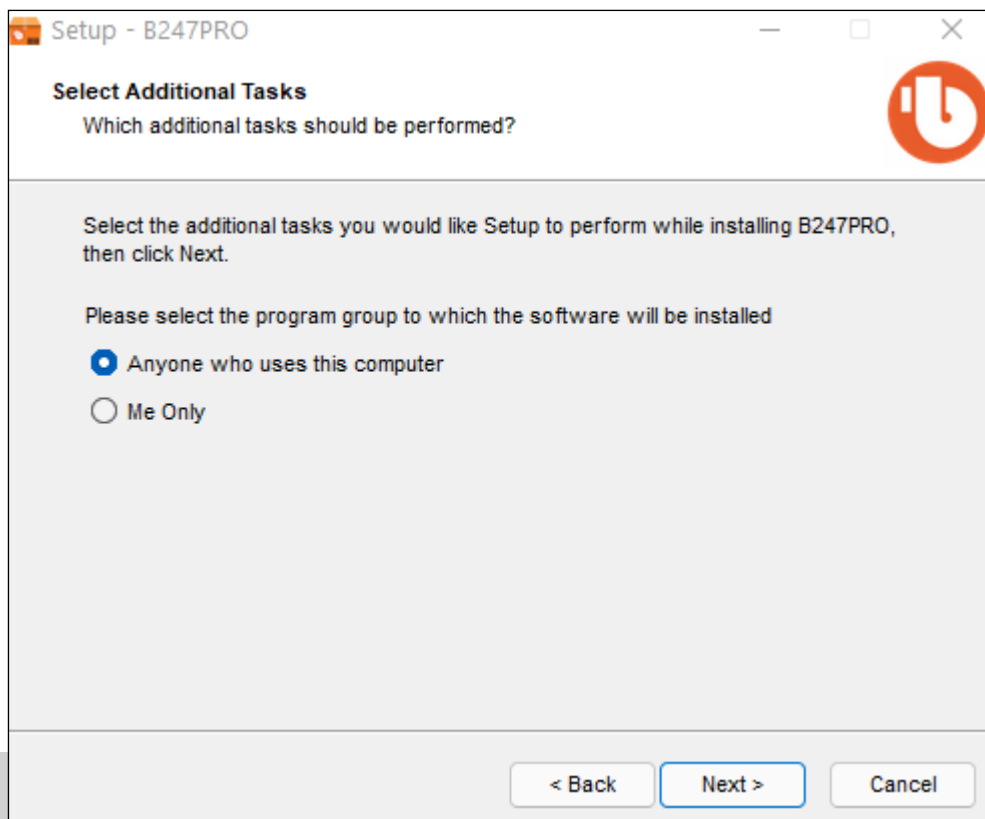 Setup - B247PRO
Select Additional Tasks
Which additional tasks should be performed?
Select the additional tasks you would like Setup to perform while installing B247PRO,
then click Next.
Please select the program group to which the software will be installed
Anyone who uses this computer
Me Only
< Back
Next >
Cancel